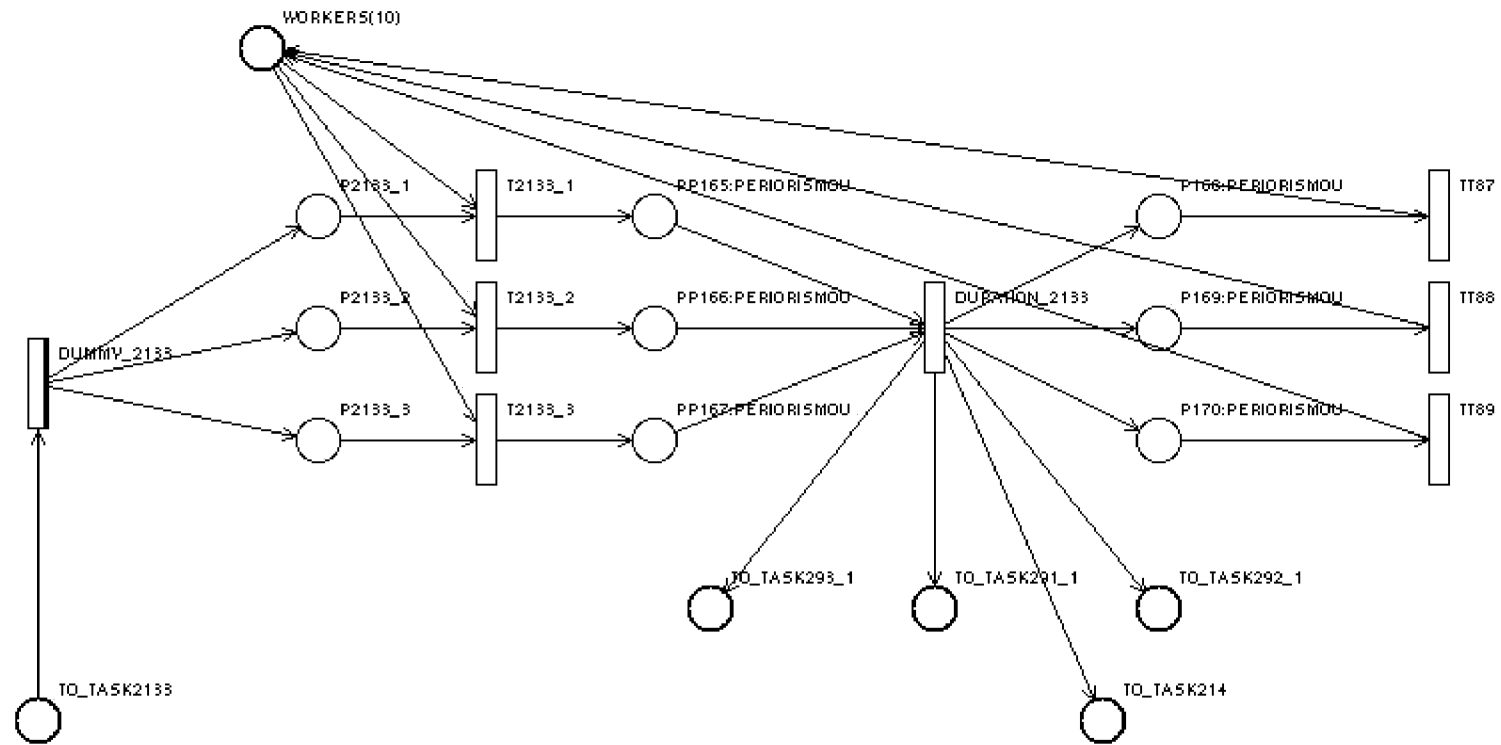 WORKERS(10)
P2133_1
T2133_1
PP165:PERIORISMOU
P168:PERIORISMOU
TT87
P2133_2
T2133_2
PP166:PERIORISMOU
DURATION_2133
P169:PERIORISMOU
TT88
DUMMY_2133
P2133_3
T2133_3
PP167:PERIORISMOU
P170:PERIORISMOU
TT89
TO_TASK293_1
TO_TASK291_1
TO_TASK292_1
TO_TASK2133
TO_TASK214